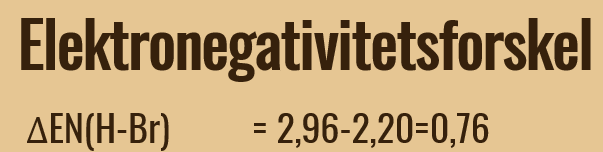 Elektronegativitetsforskel
ΔEN(H-Br) = 2,96-2,20=0,76